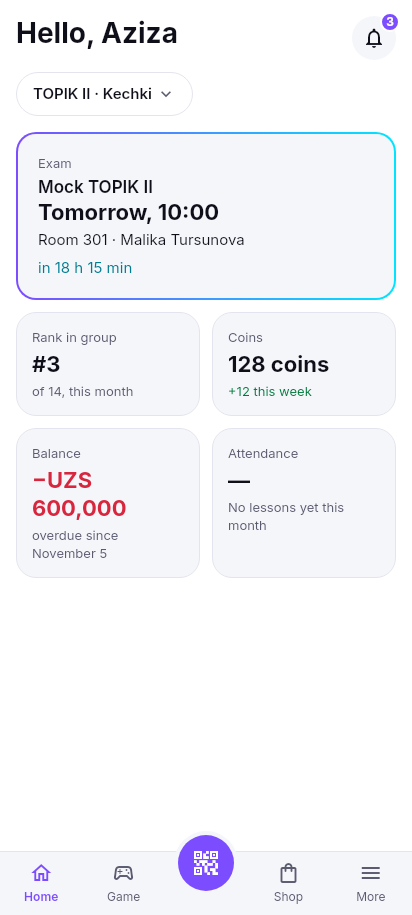 Hello, Aziza
3
TOPIK II · Kechki
Exam
Mock TOPIK II
Tomorrow, 10:00
Room 301 · Malika Tursunova
in 18 h 15 min
Rank in group
#3
of 14, this month
Coins
128 coins
+12 this week
Balance
−UZS
600,000
overdue since
November 5
Attendance
—
No lessons yet this
month
Home
Game
Shop
More